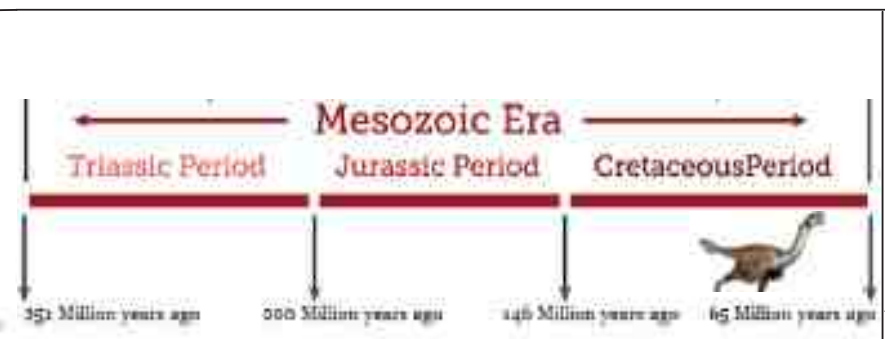 Mesozoic Era
Triassic Period Jurassic Period CretaceousPeriod
251 Million years ago 200 Million years ago 146 Million years ago 65 Million years ago